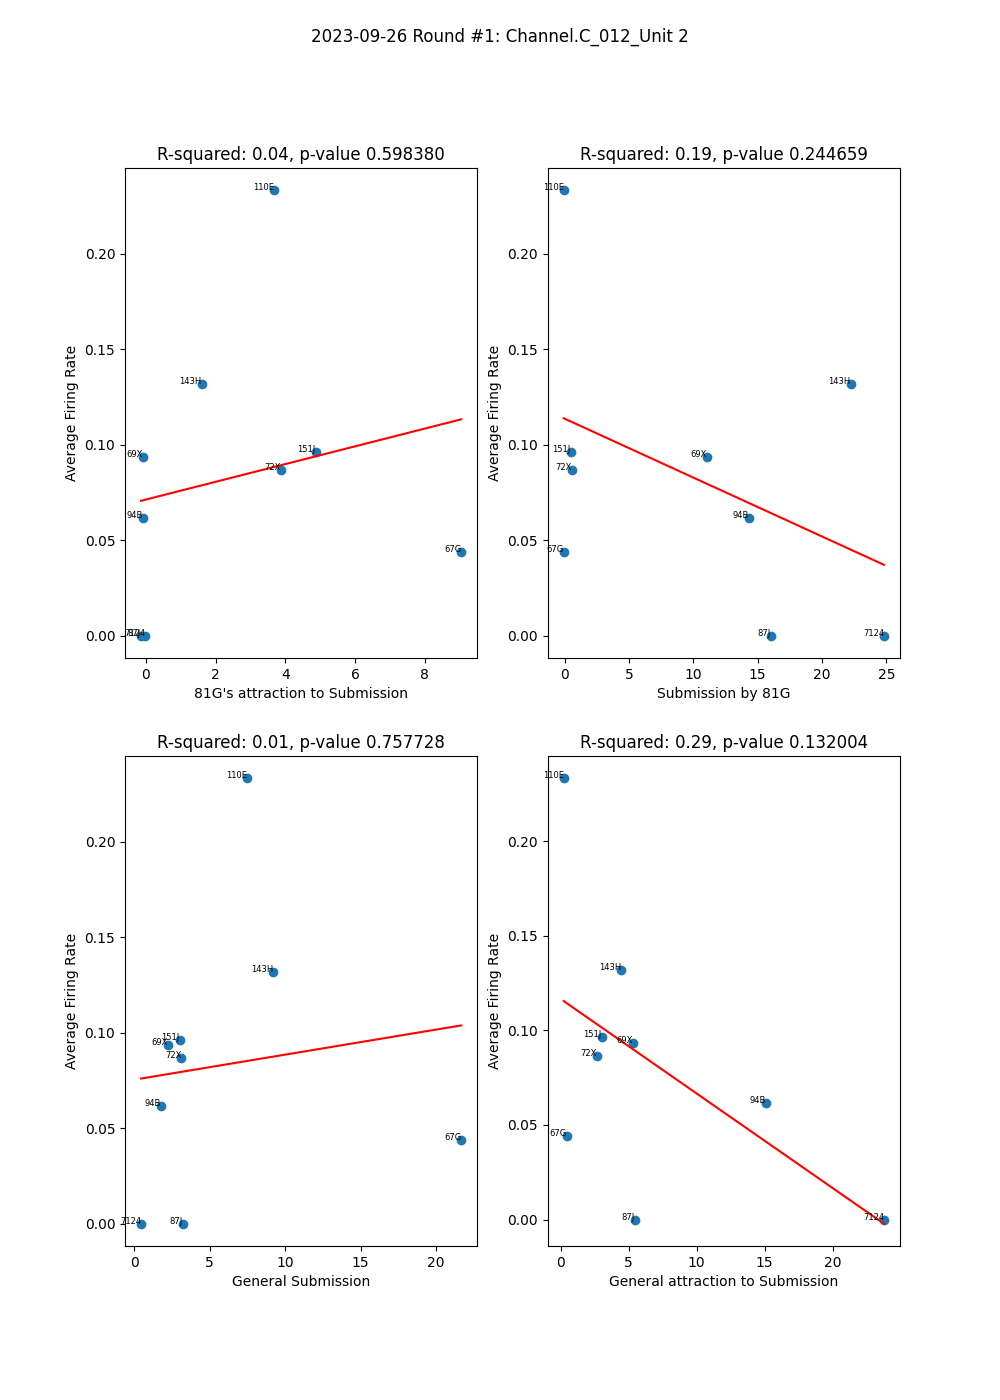 2023-09-26 Round #1: Channel.C_012_Unit 2
R-squared: 0.04, p-value 0.598380
110E
0.20
0.15
143H
Average Firing Rate
0.10
69X
151J
72X
94B
0.05
67G
0.00
7124
0
2
4
6
8
81G's attraction to Submission
R-squared: 0.19, p-value 0.244659
110E
0.20
0.15
143H
Average Firing Rate
0.10
151J
69X
72X
94B
0.05
67G
0.00
87J
7124
0
5
10
15
20
25
Submission by 81G
R-squared: 0.01, p-value 0.757728
110E
0.20
0.15
143H
Average Firing Rate
0.10
151J
69X
72X
94B
0.05
67G
0.00
7124
87J
0
5
10
15
20
General Submission
R-squared: 0.29, p-value 0.132004
110E
0.20
0.15
143H
Average Firing Rate
0.10
151J
69X
72X
94B
0.05
67G
0.00
87J
7124
0
5
10
15
20
General attraction to Submission